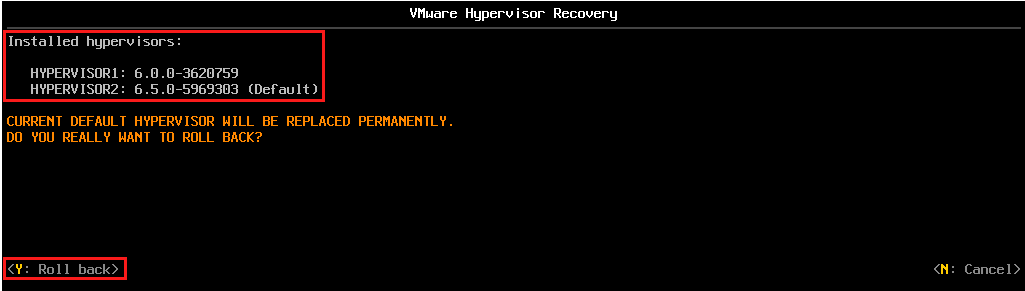 VMware Hypervisor Recovery
Installed hypervisors:
HYPERVISOR1: 6.0.0-3620759
HYPERVISOR2: 6.5.0-5969303 (Default)
CURRENT DEFAULT HYPERVISOR WILL BE REPLACED PERMANENTLY.
DO YOU REALLY WANT TO ROLL BACK?
<Y: Roll back> <N: Cancel>